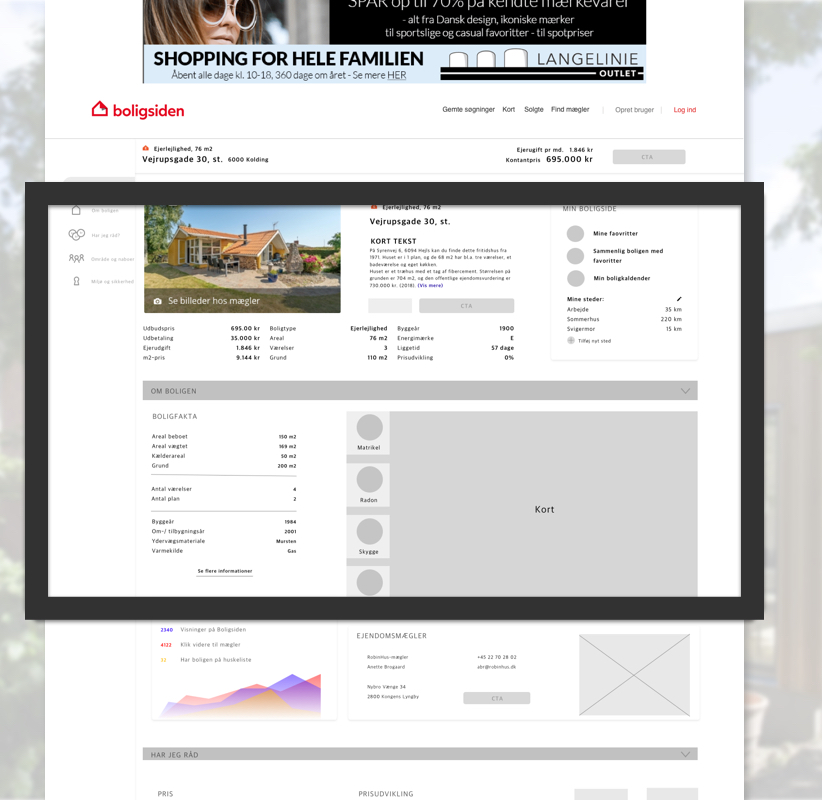 SPAR op til 70% på kendte mærkevarer
- alt fra Dansk design, ikoniske mærker
til sportslige og casual favoritter - til spotpriser
SHOPPING FOR HELE FAMILIEN
Åbent alle dage kl. 10-18, 360 dage om året - Se mere HER
LANGELINIE
OUTLET
boligsiden
Gemte søgninger Kort Solgte Find mægler Opret bruger Log ind
Ejerlejlighed, 76 m2
Vejrupsgade 30, st. 6000 Kolding
Ejerugift pr md. 1.846 kr
Kontantpris 695.000 kr
CTA
Om boligen
Har jeg råd?
Område og naboer
Miljø og sikkerhed
Se billeder hos mægler
Ejerlejlighed, 76 m2
Vejrupsgade 30, st.
KORT TEKST
På Syrenvej 6, 6094 Hejls kan du finde dette fritidshus fra
1971. Huset er i 1 plan, og de 68 m2 har bl.a. tre værelser, et
badeværelse og eget køkken.
Huset er et træhus med et tag af fibercement. Størrelsen på
grunden er 704 m2, og den offentlige ejendomsvurdering er
730.000 kr. (2018). (Vis mere)
CTA
MIN BOLIGSIDE
Mine faovritter
Sammenlig boligen med
favoritter
Min boligkaldender
Mine steder:
Arbejde 35 km
Sommerhus 220 km
Svigermor 15 km
Tilføj nyt sted
Udbudspris 695.00 kr Boligtype Ejerlejlighed Byggeår 1900
Udbetaling 35.000 kr Areal 76 m2 Energimærke E
Ejerudgift 1.846 kr Værelser 3 Liggetid 57 dage
m2-pris 9.144 kr Grund 110 m2 Prisudvikling 0%
OM BOLIGEN
BOLIGFAKTA
Areal beboet 150 m2
Areal vægtet 169 m2
Kælderareal 50 m2
Grund 200 m2
Antal værelser 4
Antal plan 2
Byggeår 1984
Om-/ tilbygningsår 2001
Ydervægsmateriale Mursten
Varmekilde Gas
Se flere informationer
Matrikel
Radon
Skygge
Kort
2340 Visninger på Boligsiden
4122 Klik videre til mægler
Har boligen på huskeliste
EJENDOMSMÆGLER
Robinhus-mægler +45 22 70 28 02
Anette Brogaard abr@robinhus.dk
Nybro Vænge 34
2800 Kongens Lyngby
CTA
HAR JEG RÅD
PRIS
PRISUDVIKLING